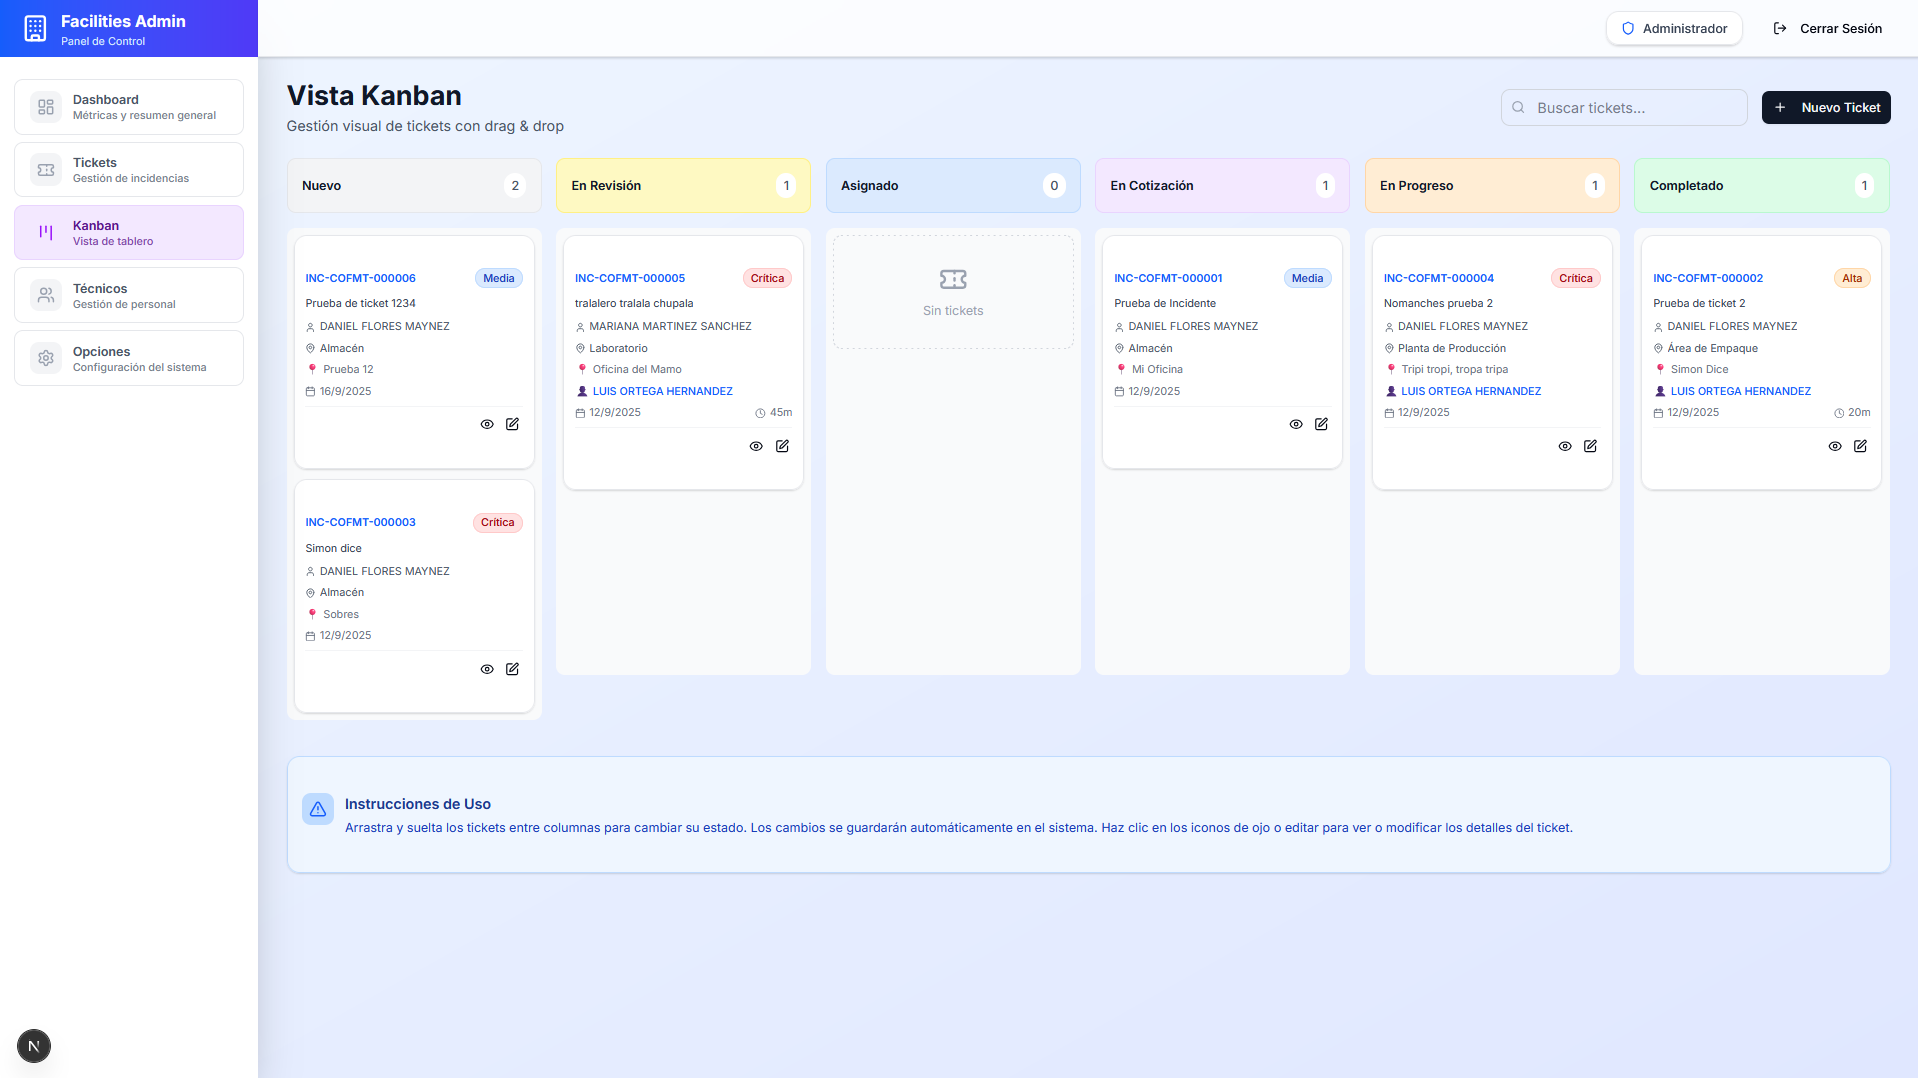 Facilities Admin
Panel de Control
Administrador
Cerrar Sesión
Dashboard
Métricas y resumen general
Tickets
Gestión de incidencias
Kanban
Vista de tablero
Técnicos
Gestión de personal
Opciones
Configuración del sistema
Vista Kanban
Gestión visual de tickets con drag & drop
Buscar tickets...
+ Nuevo Ticket
Nuevo 2
INC-COFMT-000006 Media
Prueba de ticket 1234
DANIEL FLORES MAYNEZ
Almacén
Prueba 12
16/9/2025
INC-COFMT-000003 Crítica
Simon dice
DANIEL FLORES MAYNEZ
Almacén
Sobres
12/9/2025
En Revisión 1
INC-COFMT-000005 Crítica
tralalero tralala chupala
MARIANA MARTINEZ SANCHEZ
Laboratorio
Oficina del Mamo
LUIS ORTEGA HERNANDEZ
12/9/2025 45m
Asignado 0
Sin tickets
En Cotización 1
INC-COFMT-000001 Media
Prueba de Incidente
DANIEL FLORES MAYNEZ
Almacén
Mi Oficina
12/9/2025
En Progreso 1
INC-COFMT-000004 Crítica
Nomanches prueba 2
DANIEL FLORES MAYNEZ
Planta de Producción
Tripi tropi, tropa tripa
LUIS ORTEGA HERNANDEZ
12/9/2025
Completado 1
INC-COFMT-000002 Alta
Prueba de ticket 2
DANIEL FLORES MAYNEZ
Área de Empaque
Simon Dice
LUIS ORTEGA HERNANDEZ
12/9/2025 20m
Instrucciones de Uso
Arrastra y suelta los tickets entre columnas para cambiar su estado. Los cambios se guardarán automáticamente en el sistema. Haz clic en los iconos de ojo o editar para ver o modificar los detalles del ticket.
N